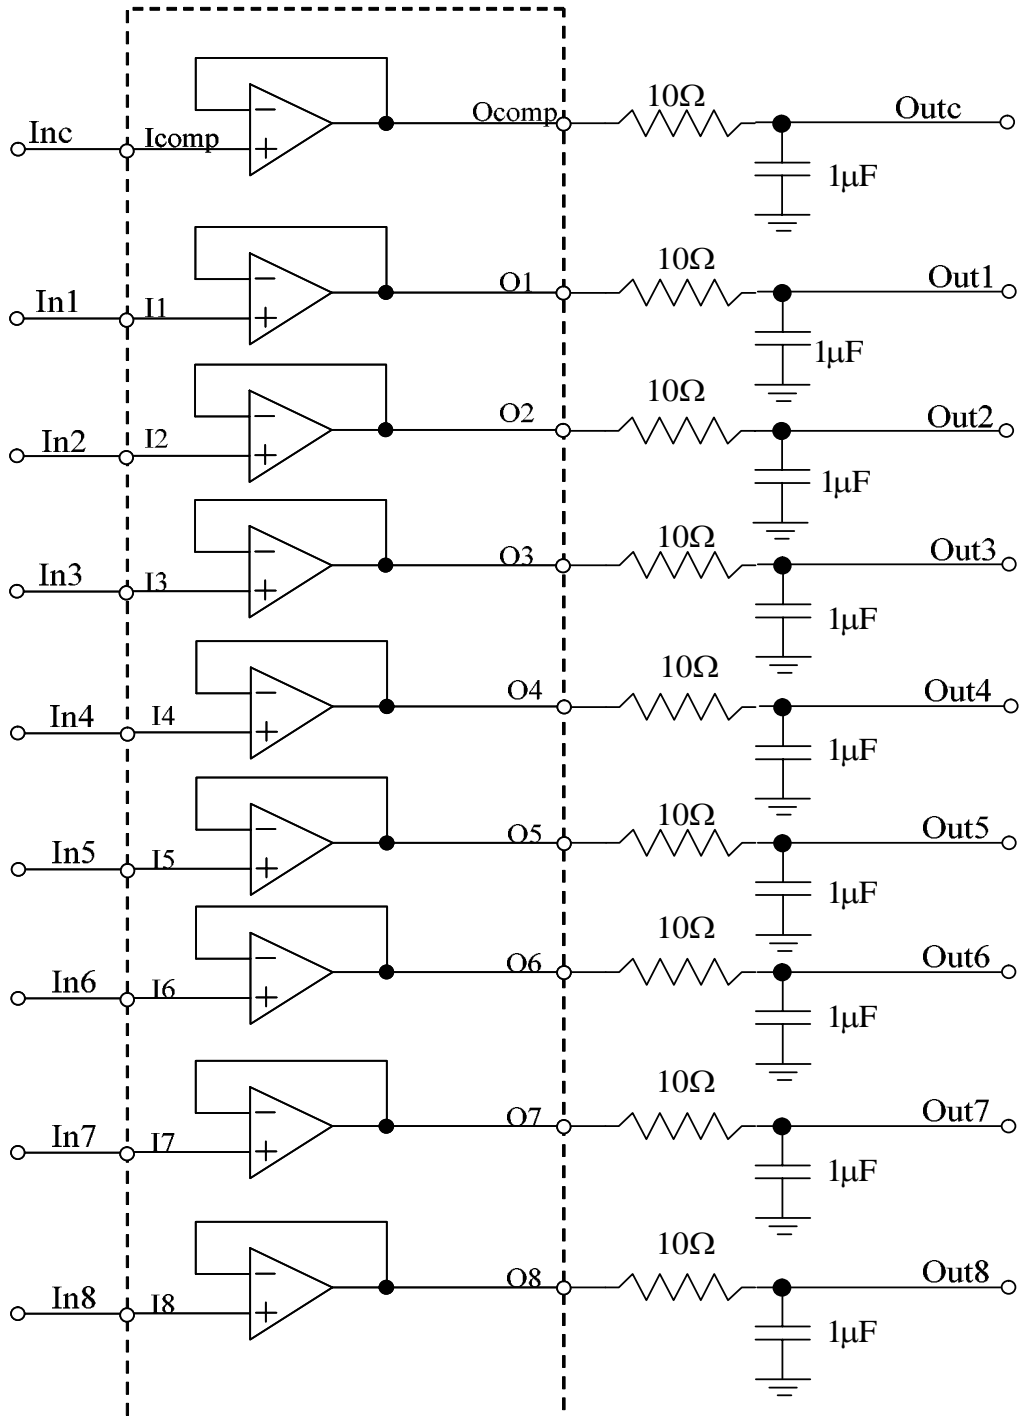 10Ω
Inc Icomp Ocomp Outc
1µF
10Ω
In1 I1 O1 Out1
1µF
10Ω
In2 I2 O2 Out2
1µF
10Ω
In3 I3 O3 Out3
1µF
10Ω
In4 I4 O4 Out4
1µF
10Ω
In5 I5 O5 Out5
1µF
10Ω
In6 I6 O6 Out6
1µF
10Ω
In7 I7 O7 Out7
1µF
10Ω
In8 I8 O8 Out8
1µF